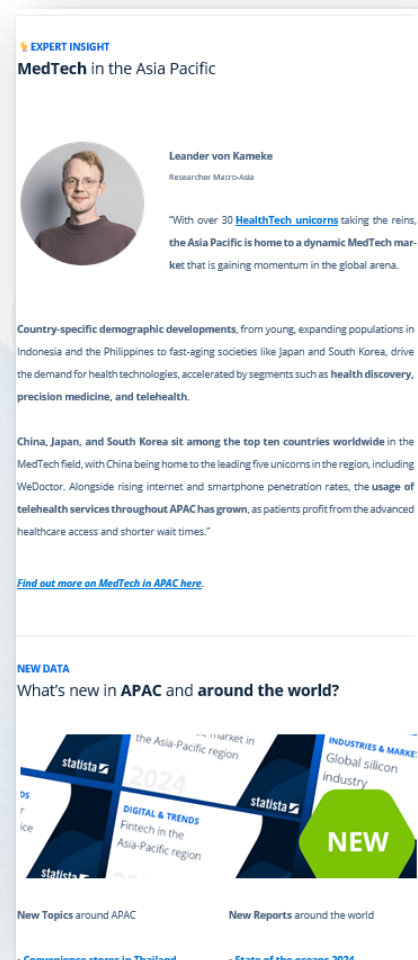 EXPERT INSIGHT
MedTech in the Asia Pacific
Leander von Kameke
Researcher Macro-Asia
"With over 30 HealthTech unicorns taking the reins,
the Asia Pacific is home to a dynamic MedTech mar-
ket that is gaining momentum in the global arena.
Country-specific demographic developments, from young, expanding populations in
Indonesia and the Philippines to fast-aging societies like Japan and South Korea, drive
the demand for health technologies, accelerated by segments such as health discovery,
precision medicine, and telehealth.
China, Japan, and South Korea sit among the top ten countries worldwide in the
MedTech field, with China being home to the leading five unicorns in the region, including
WeDoctor. Alongside rising internet and smartphone penetration rates, the usage of
telehealth services throughout APAC has grown, as patients profit from the advanced
healthcare access and shorter wait times."
Find out more on MedTech in APAC here.
NEW DATA
What's new in APAC and around the world?
market in
the Asia-Pacific region
2024
statista
INDUSTRIES & MARKE
Global silicon
industry
DIGITAL & TRENDS
Fintech in the
Asia-Pacific region
statista
statista
NEW
New Topics around APAC
New Reports around the world
- Convenience stores in Thailand
- State of the oceans 2024